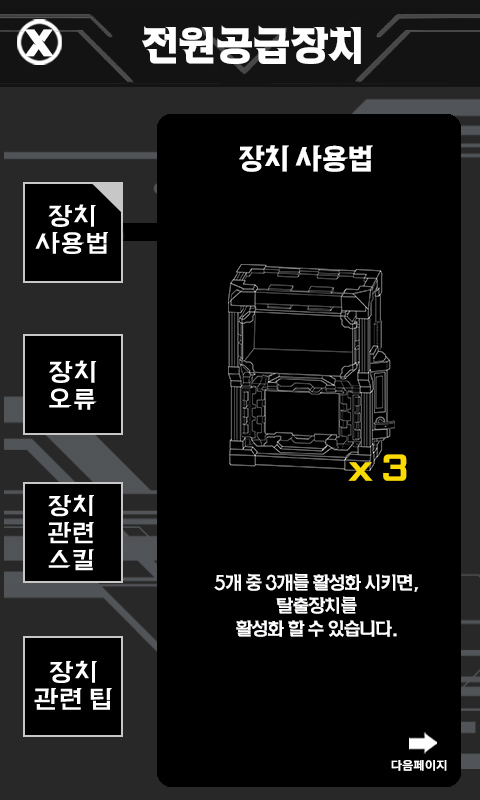 X
전원공급장치
장치 사용법
장치
사용법
장치
오류
장치
관련
스킬
장치
관련 팁
x 3
5개 중 3개를 활성화 시키면,
탈출장치를
활성화 할 수 있습니다.
다음페이지